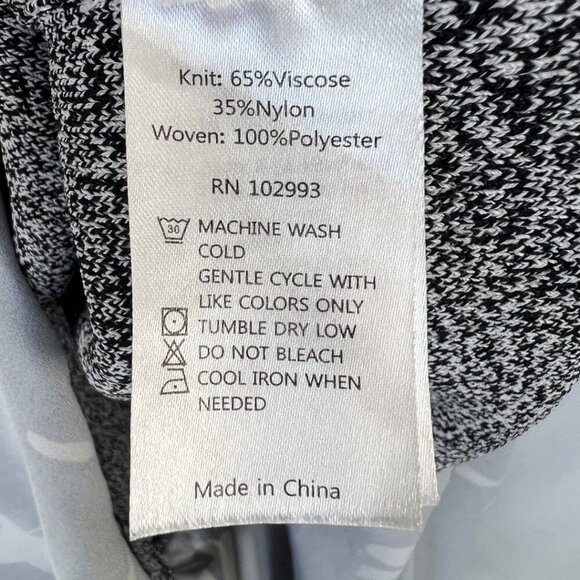 Knit: 65%Viscose
35%Nylon
Woven: 100%Polyester
RN 102993
30 MACHINE WASH
COLD
GENTLE CYCLE WITH
LIKE COLORS ONLY
TUMBLE DRY LOW
DO NOT BLEACH
COOL IRON WHEN
NEEDED
Made in China